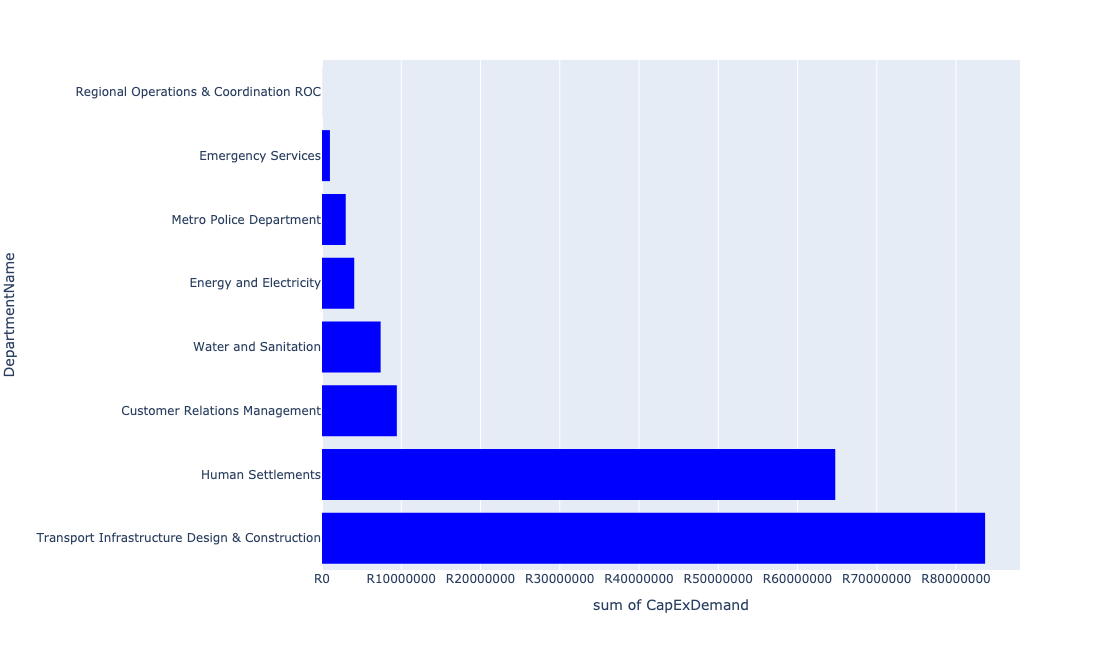 Regional Operations & Coordination ROC
Emergency Services
Metro Police Department
Energy and Electricity
Water and Sanitation
Customer Relations Management
Human Settlements
Transport Infrastructure Design & Construction
DepartmentName
R0 R10000000 R20000000 R30000000 R40000000 R50000000 R60000000 R70000000 R80000000
sum of CapExDemand